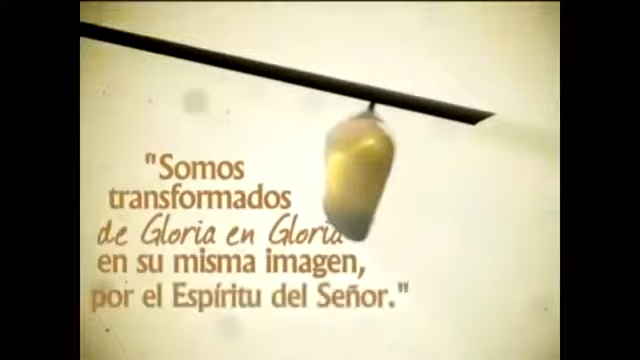 "Somos
transformados
de Gloria en Gloria
en su misma imagen,
por el Espíritu del Señor."